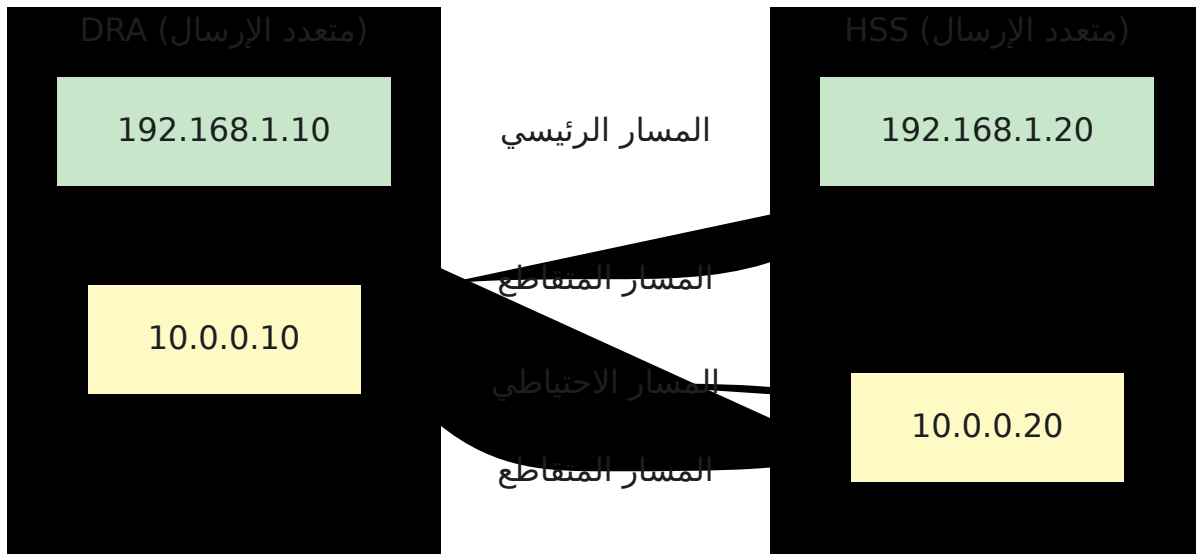 DRA (متعدد الإرسال)
HSS (متعدد الإرسال)
192.168.1.10
المسار الرئيسي
192.168.1.20
المسار المتقاطع
10.0.0.10
المسار الاحتياطي
10.0.0.20
المسار المتقاطع